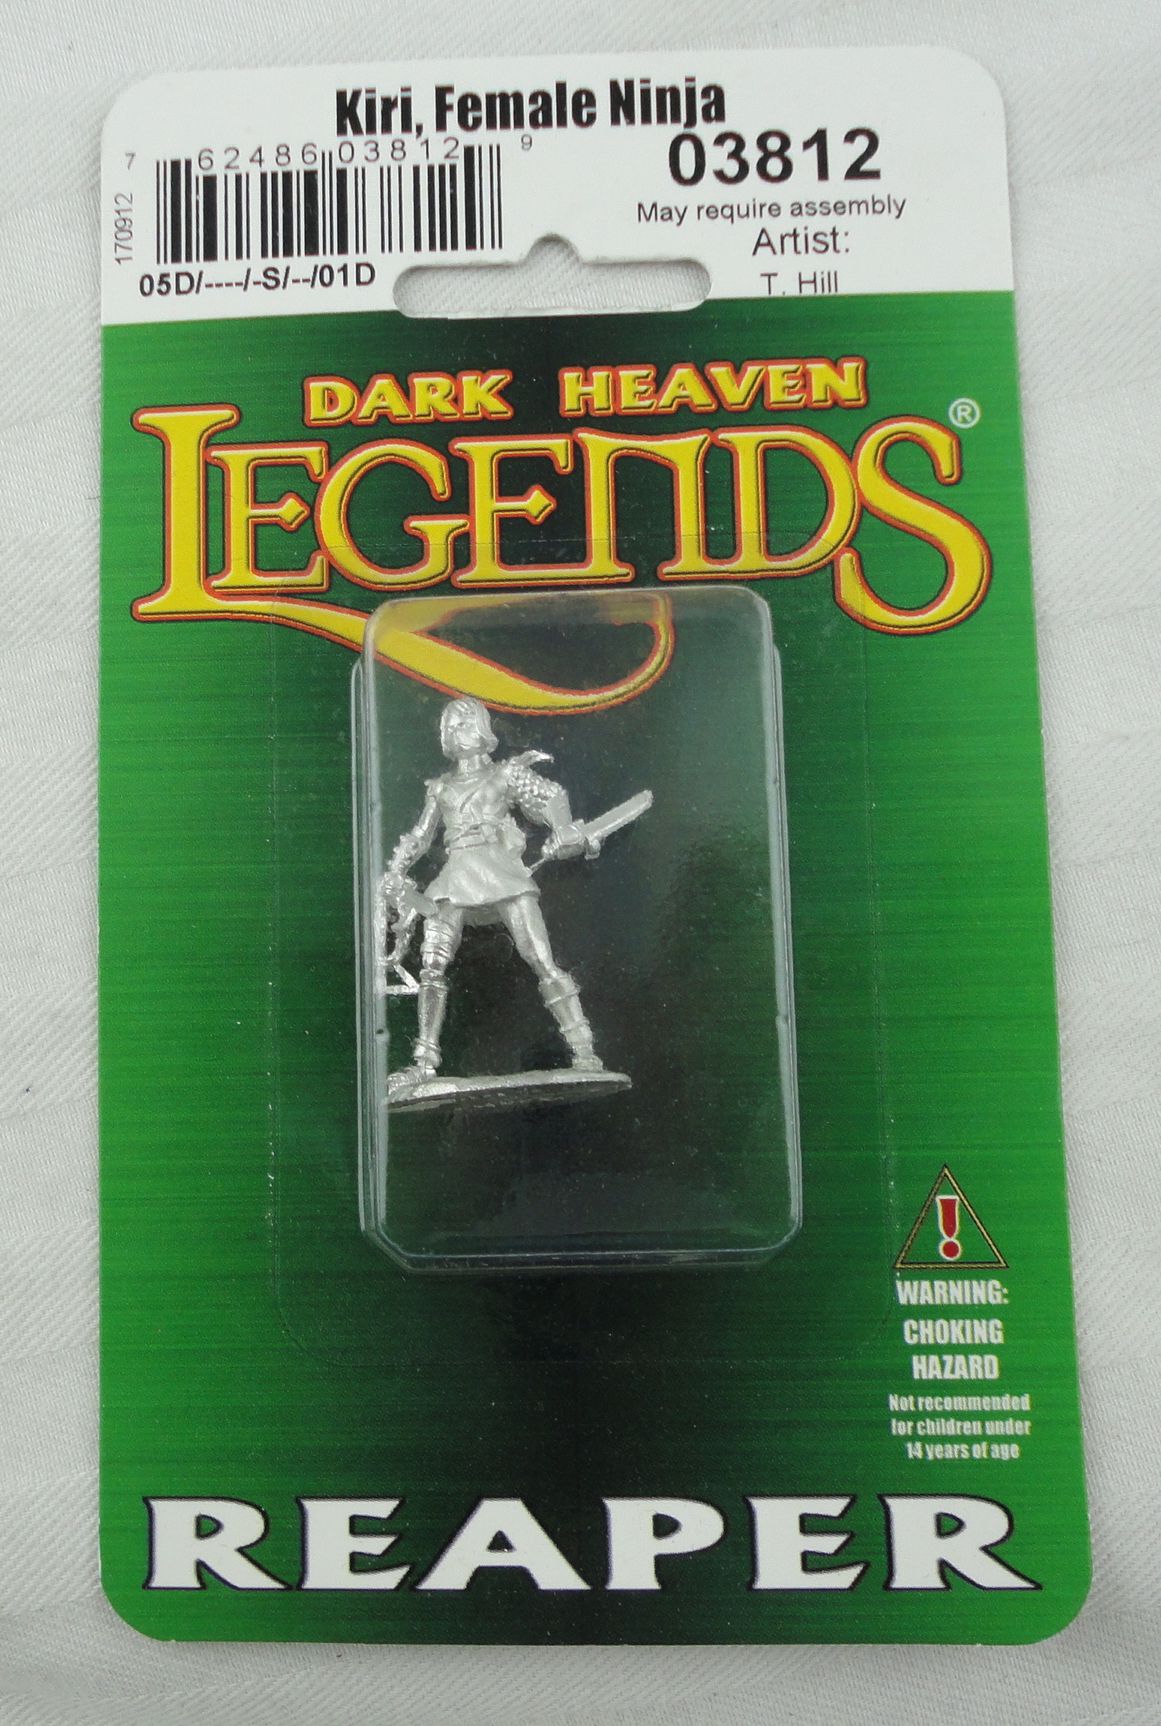 Kiri, Female Ninja
7 62486 03812 9
03812
170912
May require assembly
Artist:
T. Hill
05D/----/-S/--/01D
DARK HEAVEN
LEGENDS®
WARNING:
CHOKING
HAZARD
Not recommended
for children under
14 years of age
REAPER